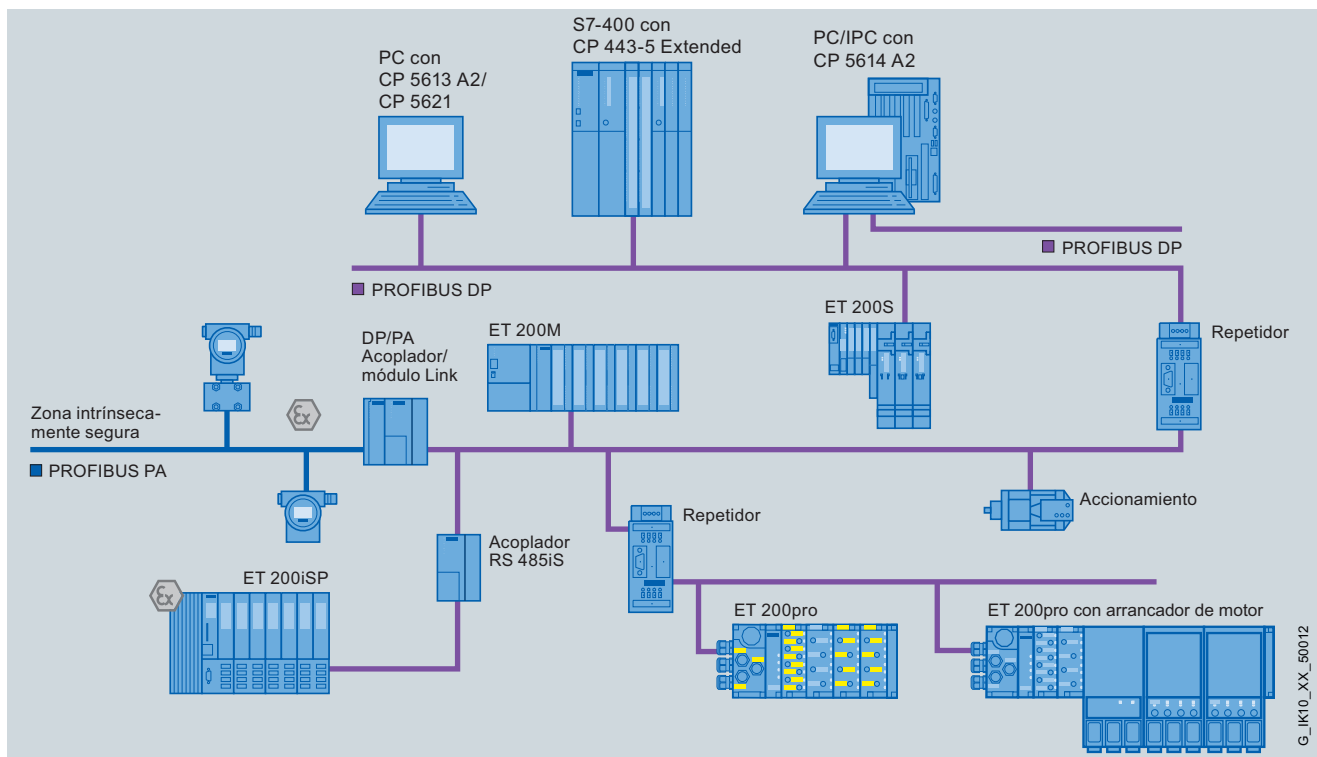 S7-400 con
CP 443-5 Extended
PC/IPC con
CP 5614 A2
PC con
CP 5613 A2/
CP 5621
PROFIBUS DP
PROFIBUS DP
ET 200S
ET 200M
Repetidor
DP/PA
Acoplador/
módulo Link
Zona intrínseca-
mente segura
Ex
PROFIBUS PA
Accionamiento
Repetidor
Acoplador
RS 485iS
ET 200iSP
Ex
ET 200pro
ET 200pro con arrancador de motor
G_IK10_XX_50012